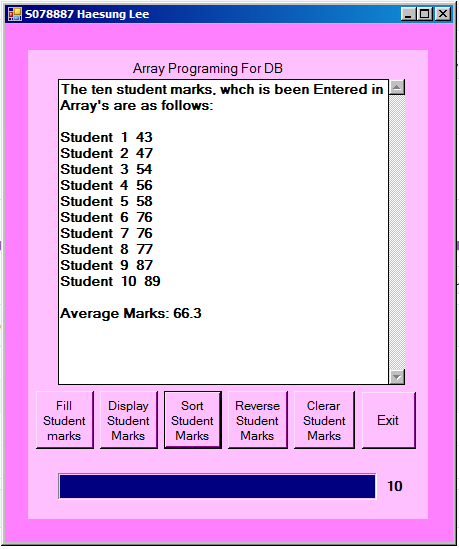 S078887 Haesung Lee
Array Programing For DB
The ten student marks, whch is been Entered in
Array's are as follows:
Student 1 43
Student 2 47
Student 3 54
Student 4 56
Student 5 58
Student 6 76
Student 7 76
Student 8 77
Student 9 87
Student 10 89
Average Marks: 66.3
Fill
Student
marks
Display
Student
Marks
Sort
Student
Marks
Reverse
Student
Marks
Clerar
Student
Marks
Exit
10